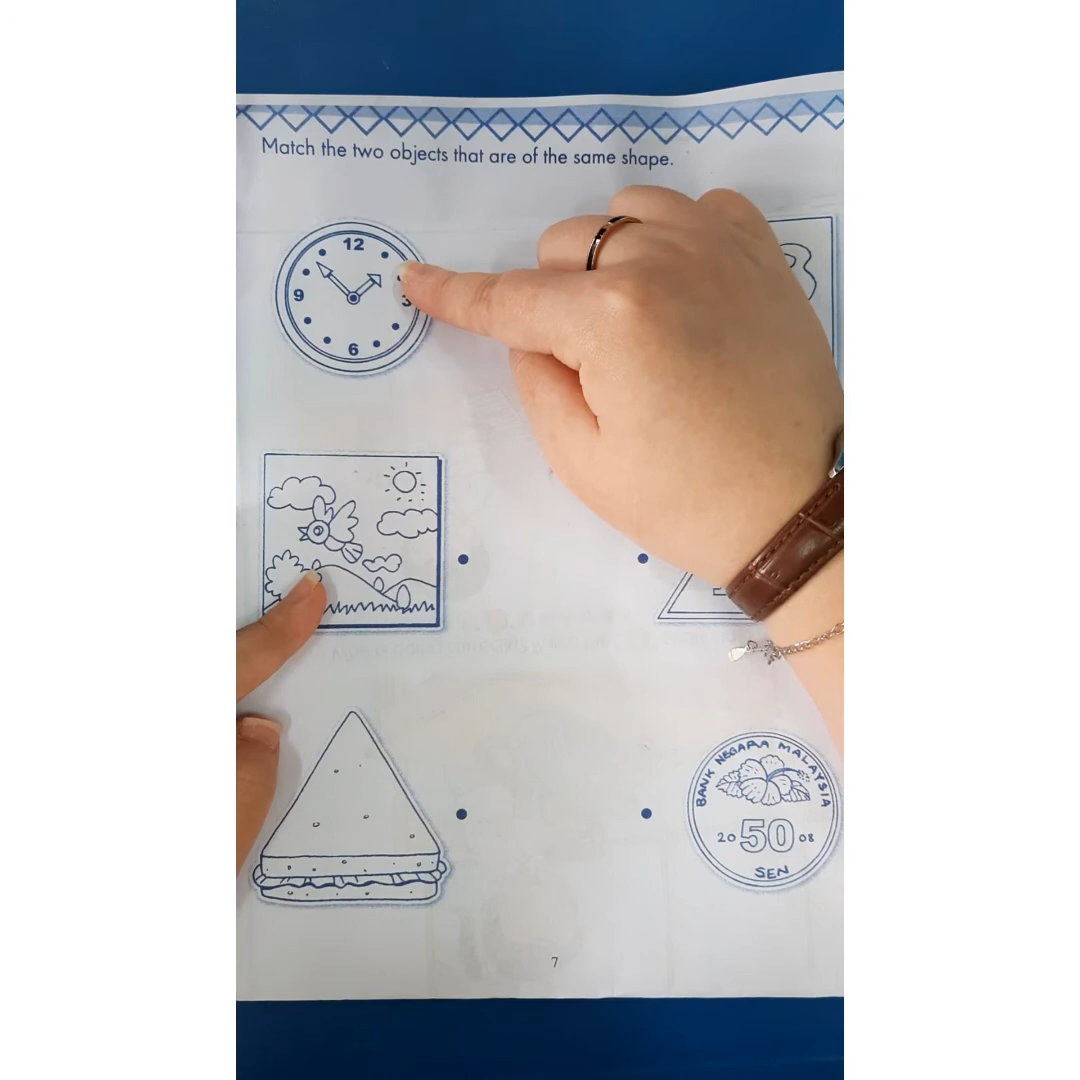 Match the two objects that are of the same shape.
12
9
3
6
BANK NEGARA MALAYSIA
20 50 08
SEN
7